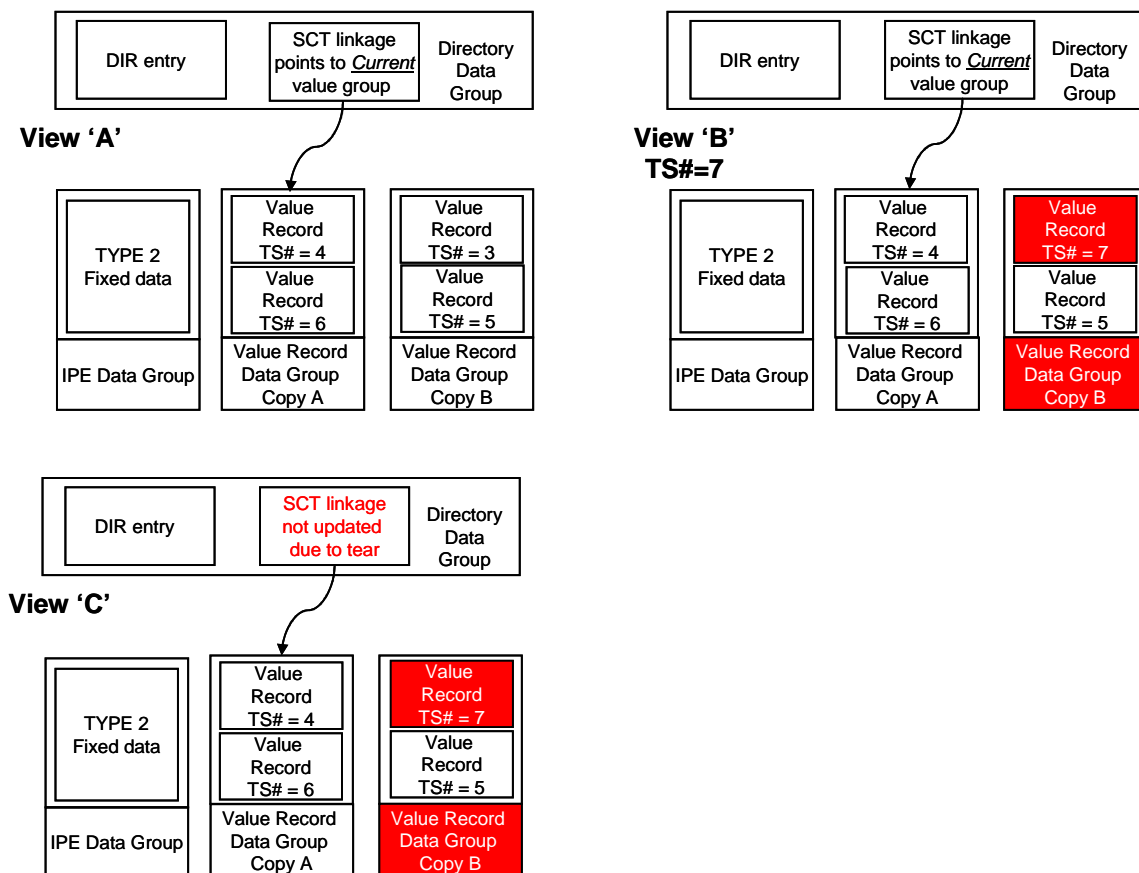 DIR entry
SCT linkage
points to Current
value group
Directory
Data
Group
View ‘A’
TYPE 2
Fixed data
IPE Data Group
Value
Record
TS# = 4
Value
Record
TS# = 6
Value Record
Data Group
Copy A
Value
Record
TS# = 3
Value
Record
TS# = 5
Value Record
Data Group
Copy B
DIR entry
SCT linkage
points to Current
value group
Directory
Data
Group
View ‘B’
TS#=7
TYPE 2
Fixed data
IPE Data Group
Value
Record
TS# = 4
Value
Record
TS# = 6
Value Record
Data Group
Copy A
Value
Record
TS# = 7
Value
Record
TS# = 5
Value Record
Data Group
Copy B
DIR entry
SCT linkage
not updated
due to tear
Directory
Data
Group
View ‘C’
TYPE 2
Fixed data
IPE Data Group
Value
Record
TS# = 4
Value
Record
TS# = 6
Value Record
Data Group
Copy A
Value
Record
TS# = 7
Value
Record
TS# = 5
Value Record
Data Group
Copy B